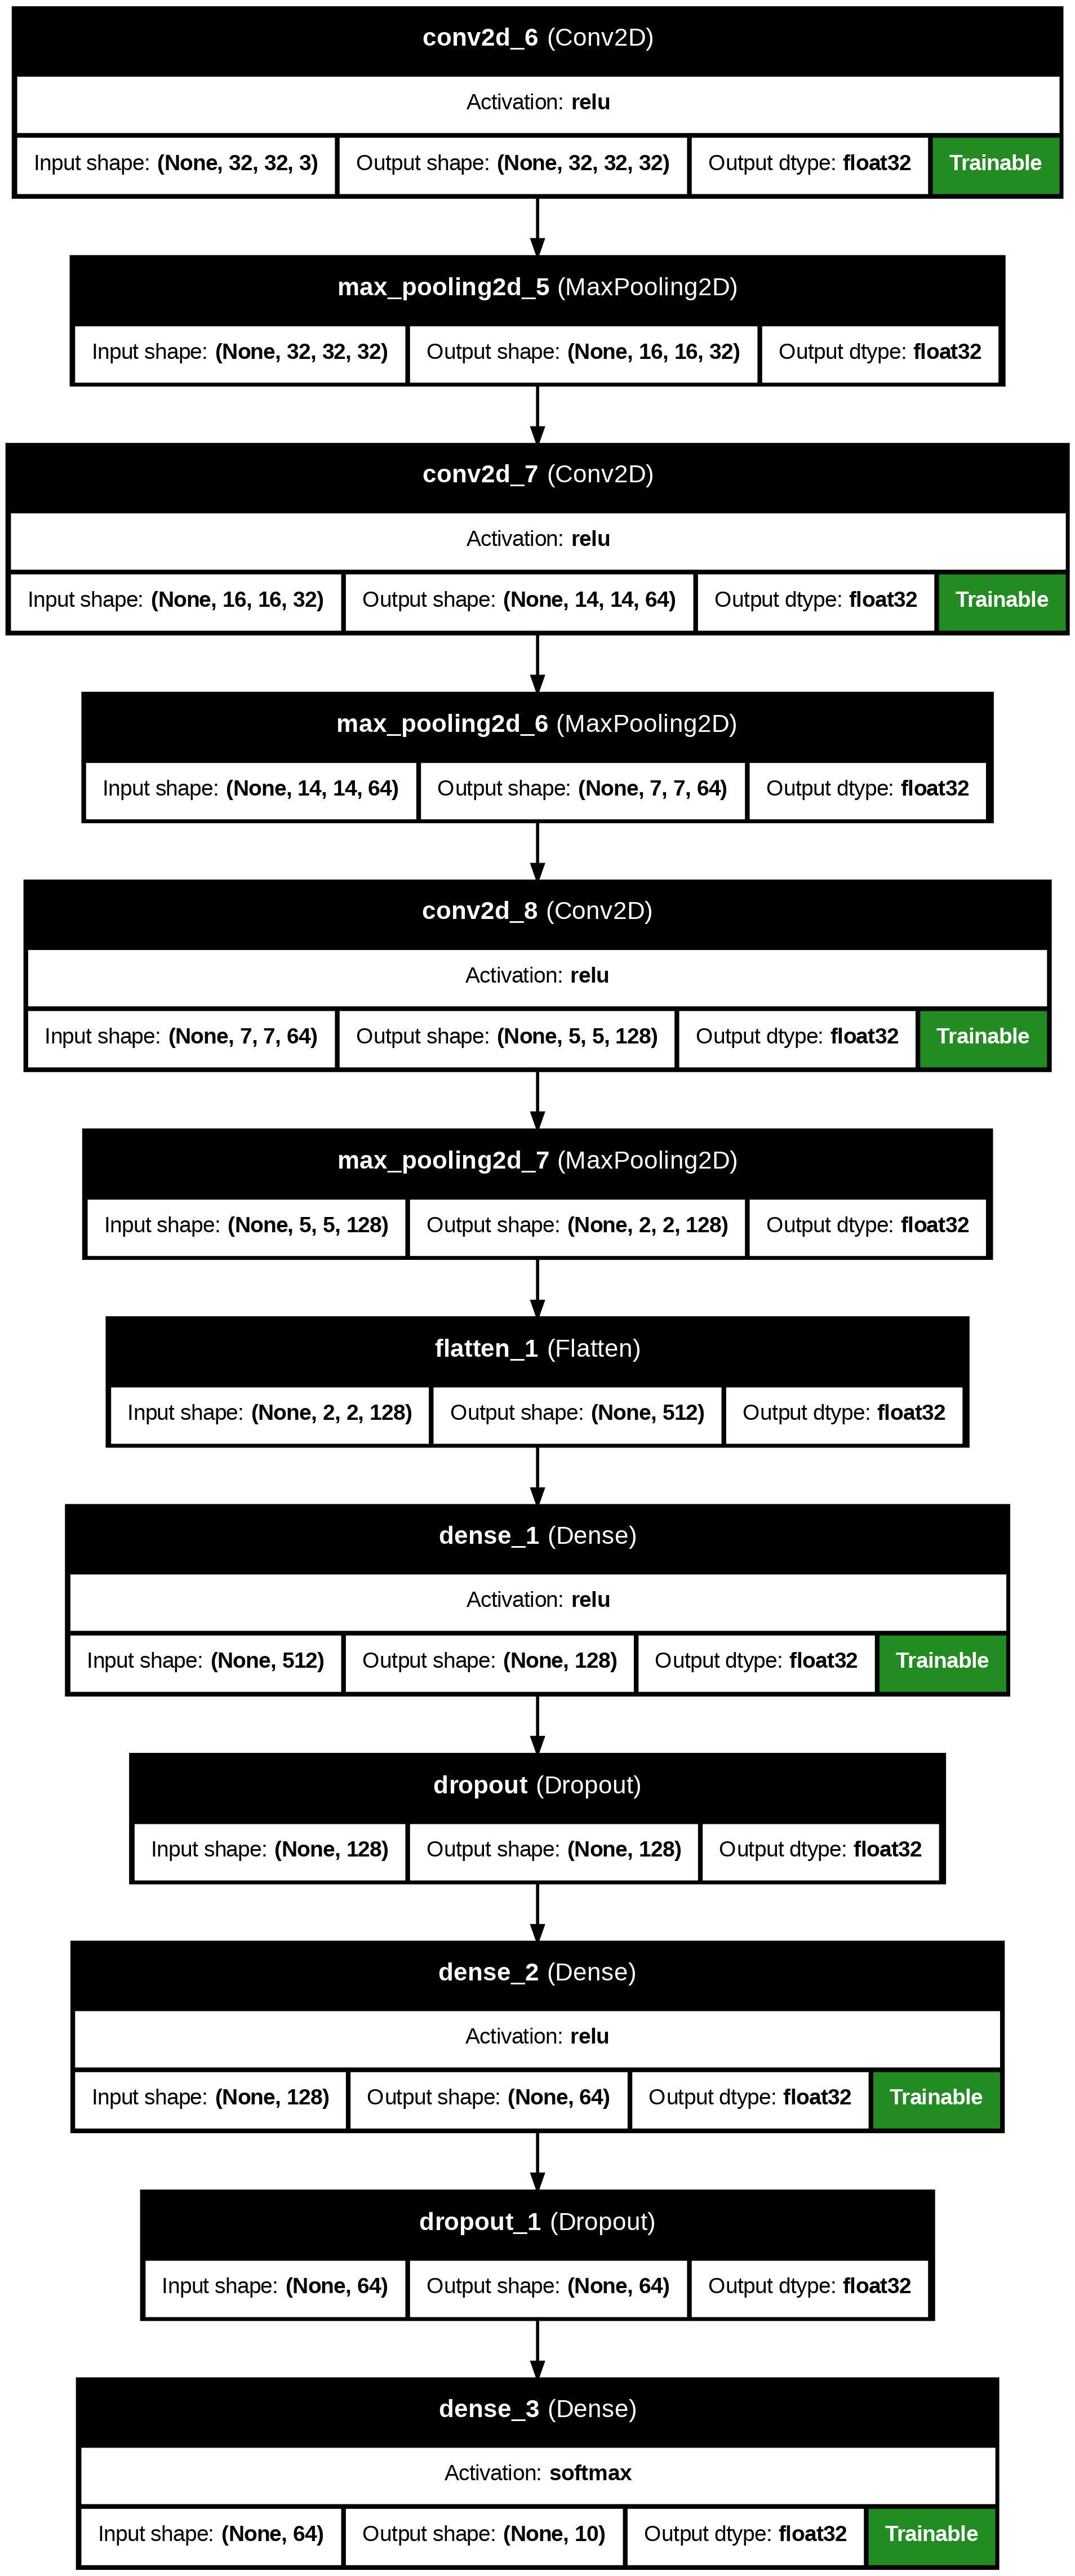 conv2d_6 (Conv2D)
Activation: relu
Input shape: (None, 32, 32, 3) Output shape: (None, 32, 32, 32) Output dtype: float32 Trainable
max_pooling2d_5 (MaxPooling2D)
Input shape: (None, 32, 32, 32) Output shape: (None, 16, 16, 32) Output dtype: float32
conv2d_7 (Conv2D)
Activation: relu
Input shape: (None, 16, 16, 32) Output shape: (None, 14, 14, 64) Output dtype: float32 Trainable
max_pooling2d_6 (MaxPooling2D)
Input shape: (None, 14, 14, 64) Output shape: (None, 7, 7, 64) Output dtype: float32
conv2d_8 (Conv2D)
Activation: relu
Input shape: (None, 7, 7, 64) Output shape: (None, 5, 5, 128) Output dtype: float32 Trainable
max_pooling2d_7 (MaxPooling2D)
Input shape: (None, 5, 5, 128) Output shape: (None, 2, 2, 128) Output dtype: float32
flatten_1 (Flatten)
Input shape: (None, 2, 2, 128) Output shape: (None, 512) Output dtype: float32
dense_1 (Dense)
Activation: relu
Input shape: (None, 512) Output shape: (None, 128) Output dtype: float32 Trainable
dropout (Dropout)
Input shape: (None, 128) Output shape: (None, 128) Output dtype: float32
dense_2 (Dense)
Activation: relu
Input shape: (None, 128) Output shape: (None, 64) Output dtype: float32 Trainable
dropout_1 (Dropout)
Input shape: (None, 64) Output shape: (None, 64) Output dtype: float32
dense_3 (Dense)
Activation: softmax
Input shape: (None, 64) Output shape: (None, 10) Output dtype: float32 Trainable